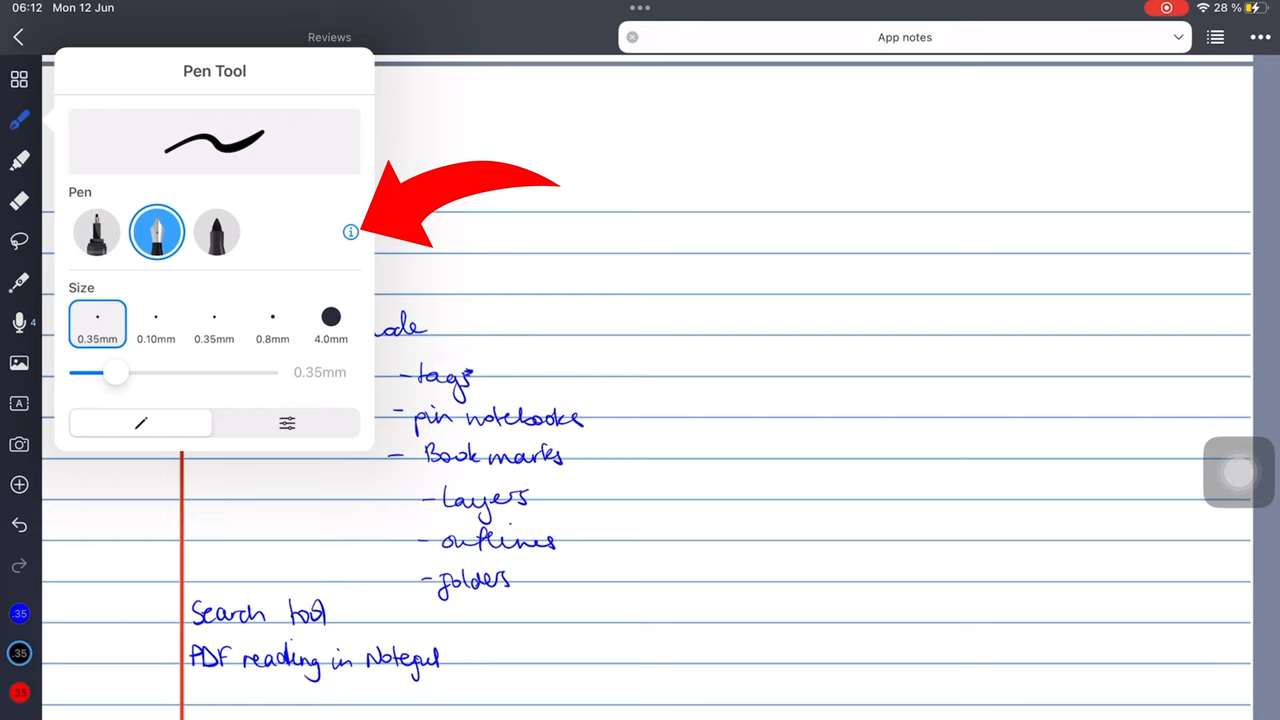 06:12 Mon 12 Jun
28 %
Reviews
App notes
Pen Tool
Pen
Size
0.35mm 0.10mm 0.35mm 0.8mm 4.0mm
0.35mm
4
A
.35
.35
.35
- tags
- pin notebooks
- Bookmarks
- Layers
- outlines
- folders
Search tool
PDF reading in